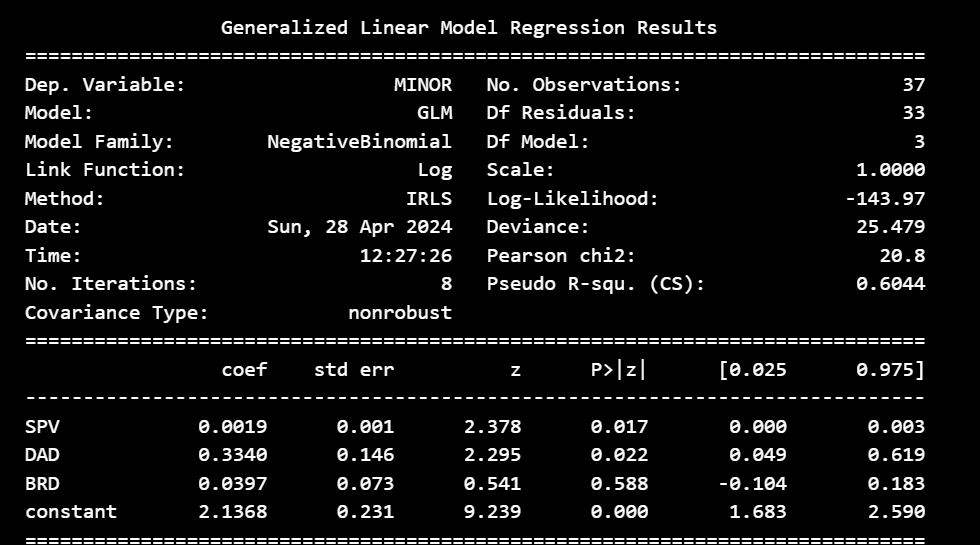 Generalized Linear Model Regression Results
==============================================================================
Dep. Variable:                  MINOR   No. Observations:                   37
Model:                            GLM   Df Residuals:                       33
Model Family:        NegativeBinomial   Df Model:                            3
Link Function:                    Log   Scale:                          1.0000
Method:                          IRLS   Log-Likelihood:                -143.97
Date:                Sun, 28 Apr 2024   Deviance:                       25.479
Time:                        12:27:26   Pearson chi2:                     20.8
No. Iterations:                     8   Pseudo R-squ. (CS):             0.6044
Covariance Type:            nonrobust
==============================================================================
                 coef    std err          z      P>|z|      [0.025      0.975]
------------------------------------------------------------------------------
SPV            0.0019      0.001      2.378      0.017       0.000       0.003
DAD            0.3340      0.146      2.295      0.022       0.049       0.619
BRD            0.0397      0.073      0.541      0.588      -0.104       0.183
constant       2.1368      0.231      9.239      0.000       1.683       2.590
==============================================================================